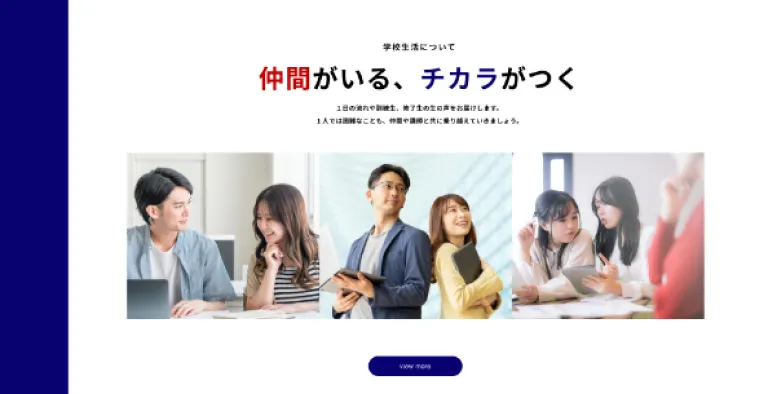 学校生活について
仲間がいる、チカラがつく
1日の流れや訓練生、修了生の生の声をお届けします。
1人では困難なことも、仲間や講師と共に乗り越えていきましょう。
view more